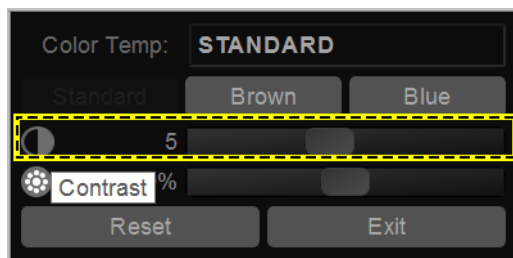 Color Temp: STANDARD
Standard Brown Blue
5
Contrast %
Reset Exit